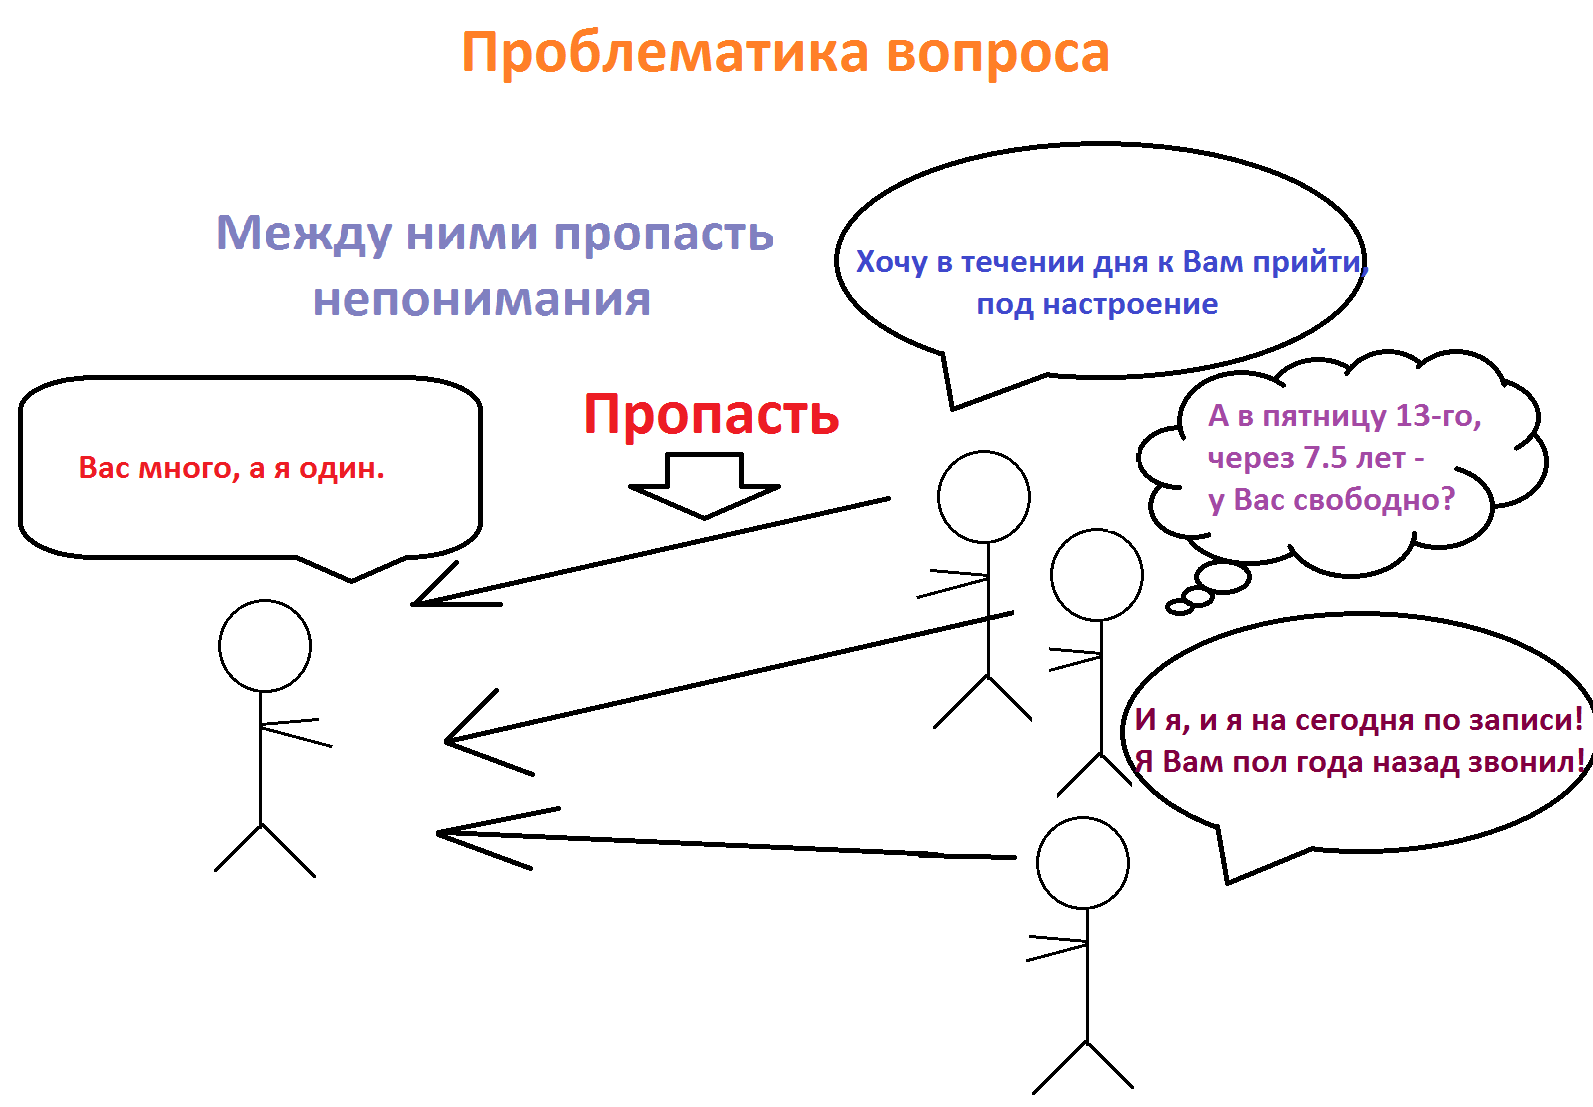 Проблематика вопроса
Между ними пропасть
непонимания
Хочу в течении дня к Вам прийти,
под настроение
Пропасть
Вас много, а я один.
А в пятницу 13-го,
через 7.5 лет -
у Вас свободно?
И я, и я на сегодня по записи!
Я Вам пол года назад звонил!